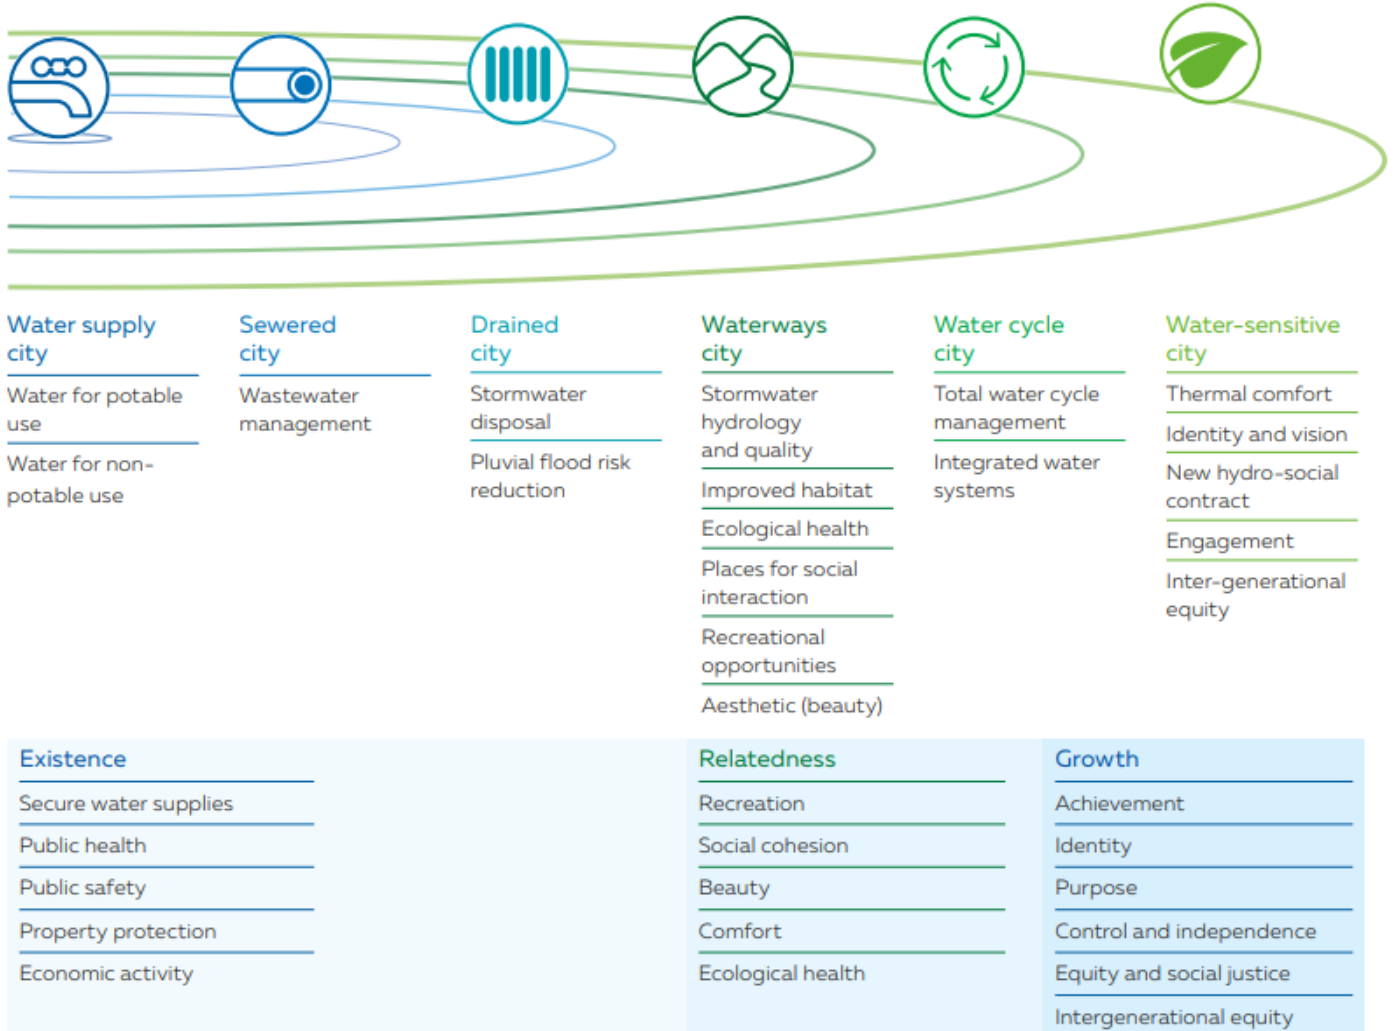 Water supply
city
Water for potable
use
Water for non-
potable use
Sewered
city
Wastewater
management
Drained
city
Stormwater
disposal
Pluvial flood risk
reduction
Waterways
city
Stormwater
hydrology
and quality
Improved habitat
Ecological health
Places for social
interaction
Recreational
opportunities
Aesthetic (beauty)
Water cycle
city
Total water cycle
management
Integrated water
systems
Water-sensitive
city
Thermal comfort
Identity and vision
New hydro-social
contract
Engagement
Inter-generational
equity
Existence
Secure water supplies
Public health
Public safety
Property protection
Economic activity
Relatedness
Recreation
Social cohesion
Beauty
Comfort
Ecological health
Growth
Achievement
Identity
Purpose
Control and independence
Equity and social justice
Intergenerational equity